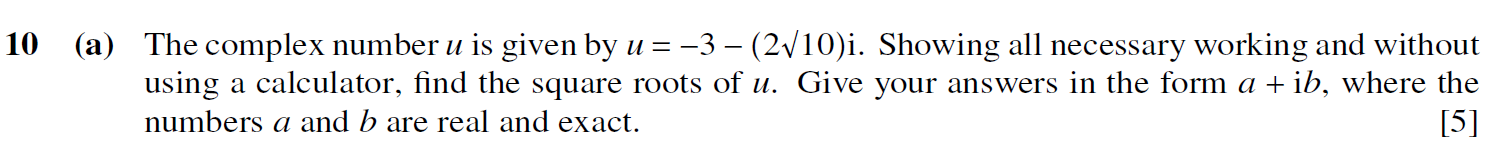 10 (a) The complex number u is given by u = −3 − (2√10)i. Showing all necessary working and without
using a calculator, find the square roots of u. Give your answers in the form a + ib, where the
numbers a and b are real and exact. [5]